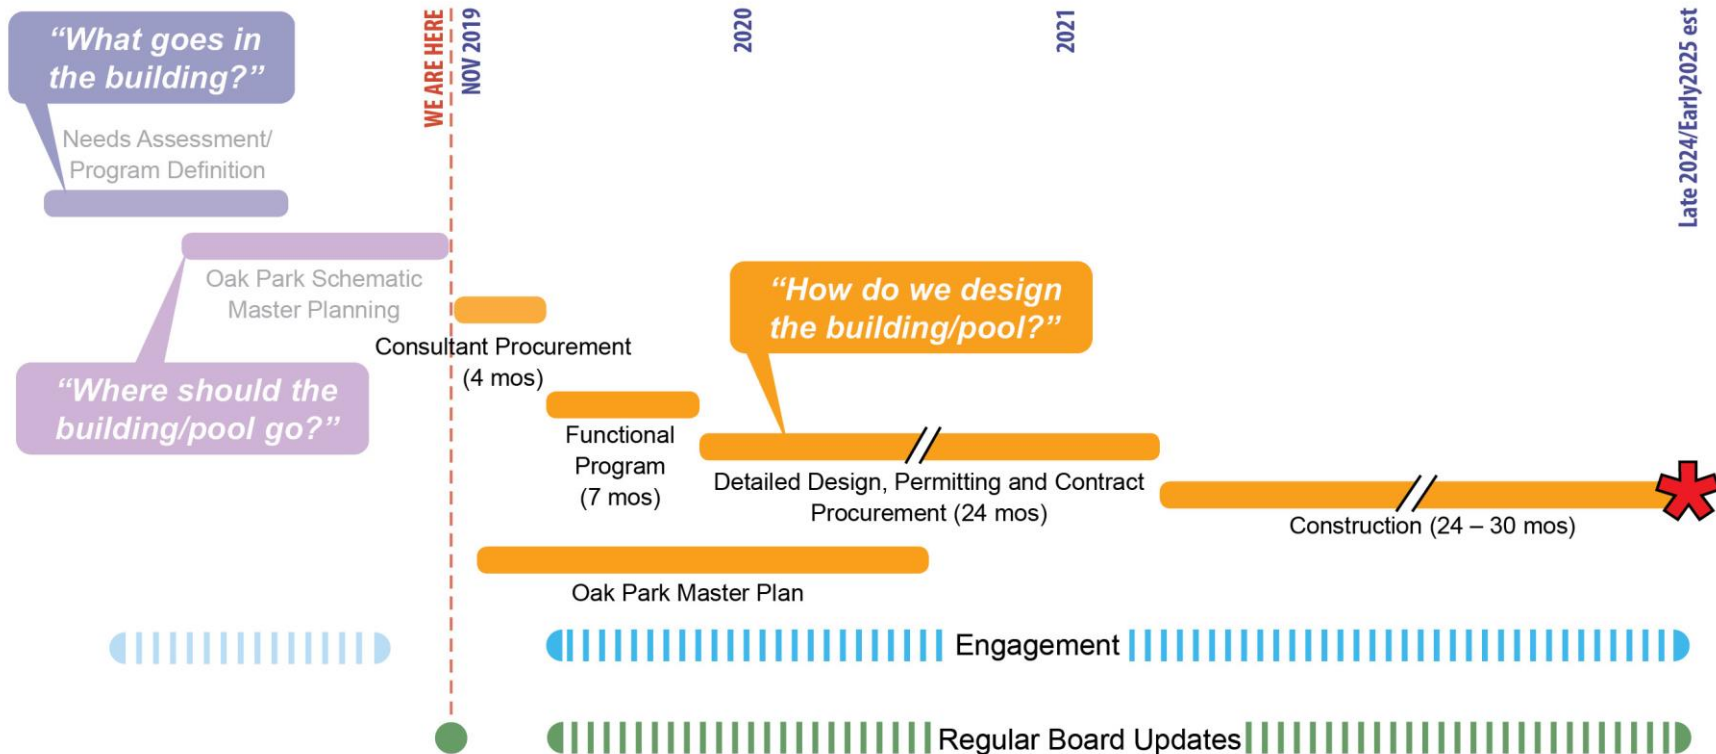 “What goes in
the building?”
WE ARE HERE
NOV 2019
2020
2021
Late 2024/Early2025 est
Needs Assessment/
Program Definition
Oak Park Schematic
Master Planning
“Where should the
building/pool go?”
Consultant Procurement
(4 mos)
“How do we design
the building/pool?”
Functional
Program
(7 mos)
Detailed Design, Permitting and Contract
Procurement (24 mos)
Construction (24 – 30 mos)
Oak Park Master Plan
Engagement
Regular Board Updates